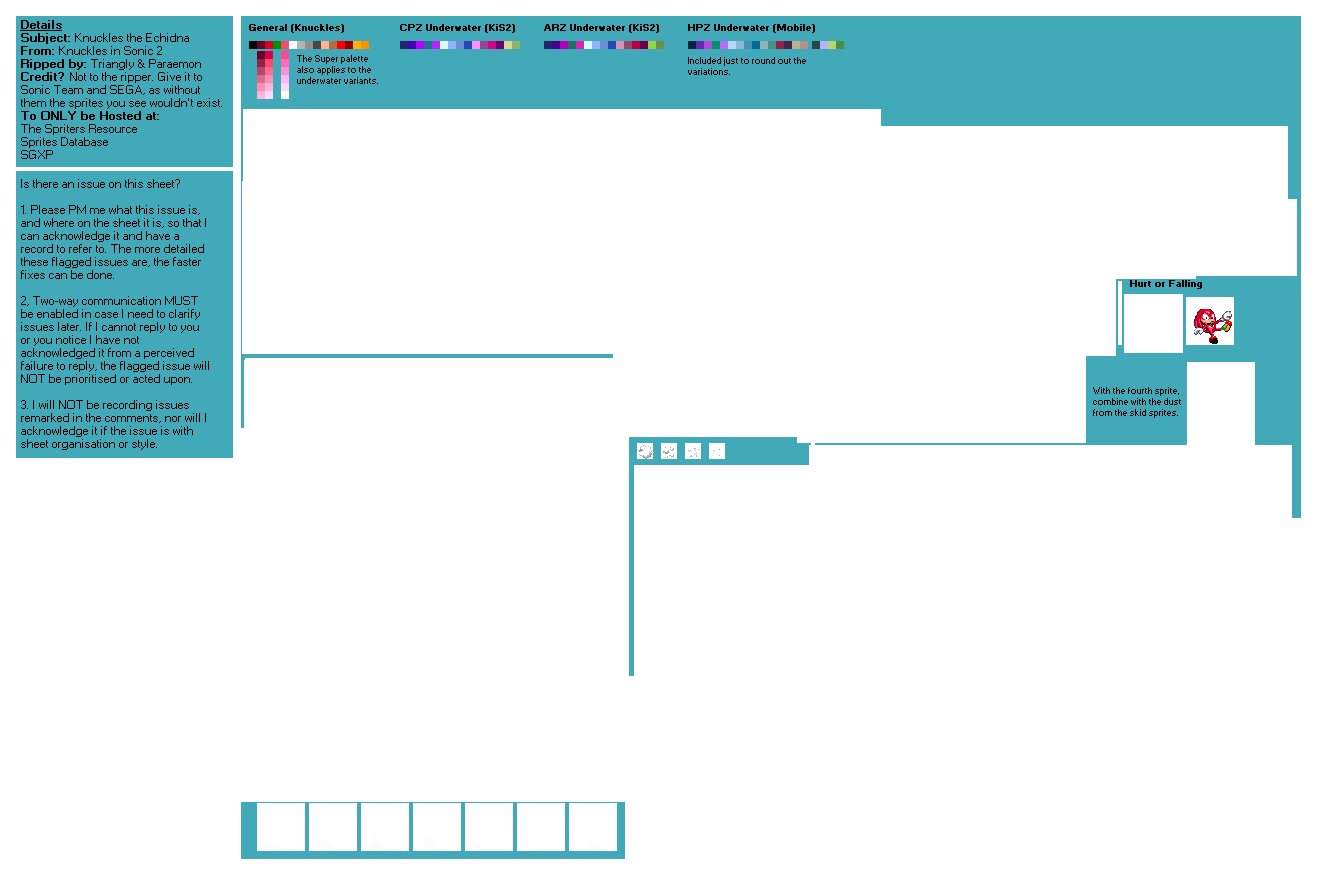 Details
Subject: Knuckles the Echidna
From: Knuckles in Sonic 2
Ripped by: Triangly & Paraemon
Credit? Not to the ripper. Give it to
Sonic Team and SEGA, as without
them the sprites you see wouldn't exist.
To ONLY be Hosted at:
The Spriters Resource
Sprites Database
SGXP
Is there an issue on this sheet?
1. Please PM me what this issue is,
and where on the sheet it is, so that I
can acknowledge it and have a
record to refer to. The more detailed
these flagged issues are, the faster
fixes can be done.
2, Two-way communication MUST
be enabled in case I need to clarify
issues later. If I cannot reply to you
or you notice I have not
acknowledged it from a perceived
failure to reply, the flagged issue will
NOT be prioritised or acted upon.
3. I will NOT be recording issues
remarked in the comments, nor will I
acknowledge it if the issue is with
sheet organisation or style.
General (Knuckles)
The Super palette
also applies to the
underwater variants.
CPZ Underwater (KiS2)
ARZ Underwater (KiS2)
HPZ Underwater (Mobile)
Included just to round out the
variations.
Hurt or Falling
With the fourth sprite,
combine with the dust
from the skid sprites.